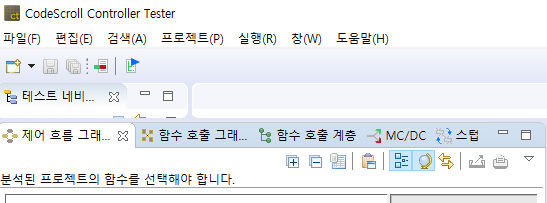 ct CodeScroll Controller Tester
파일(F) 편집(E) 검색(A) 프로젝트(P) 실행(R) 창(W) 도움말(H)
테스트 네비...
제어 흐름 그래... 함수 호출 그래... 함수 호출 계층 MC/DC 스텁
분석된 프로젝트의 함수를 선택해야 합니다.